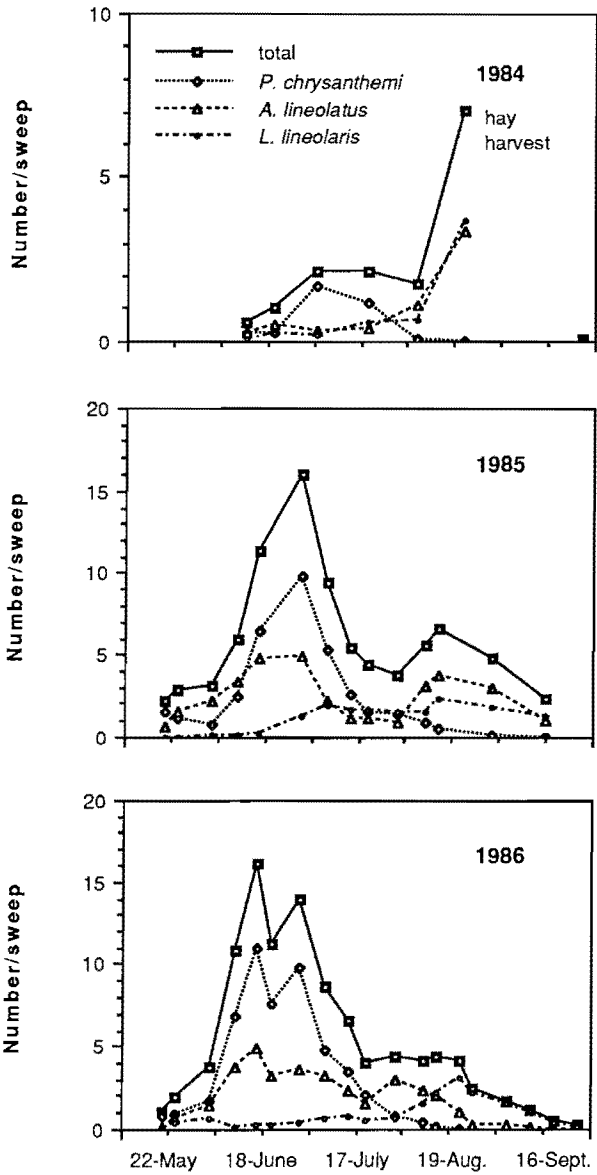 10
5
0
Number/sweep
total
P. chrysanthemi
A. lineolatus
L. lineolaris
1984
hay
harvest
20
15
10
5
0
Number/sweep
1985
20
15
10
5
0
Number/sweep
1986
22-May 18-June 17-July 19-Aug. 16-Sept.